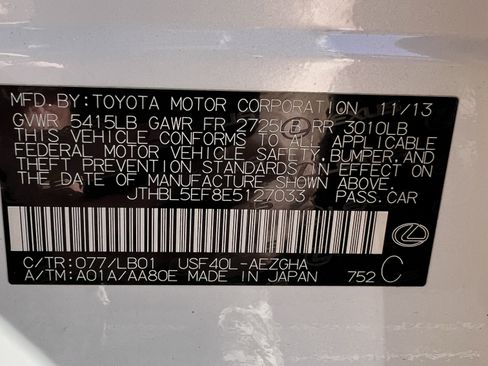 MFD.BY:TOYOTA MOTOR CORPORATION 11/13
GVWR 5415LB GAWR FR 2725LB RR 3010LB
THIS VEHICLE CONFORMS TO ALL APPLICABLE
FEDERAL MOTOR VEHICLE SAFETY, BUMPER, AND
THEFT PREVENTION STANDARDS IN EFFECT ON
THE DATE OF MANUFACTURE SHOWN ABOVE.
JTHBL5EF8E5127033 PASS.CAR
C/TR:077/LB01 USF40L-AEZGHA
A/TM:A01A/AA80E MADE IN JAPAN 752 C